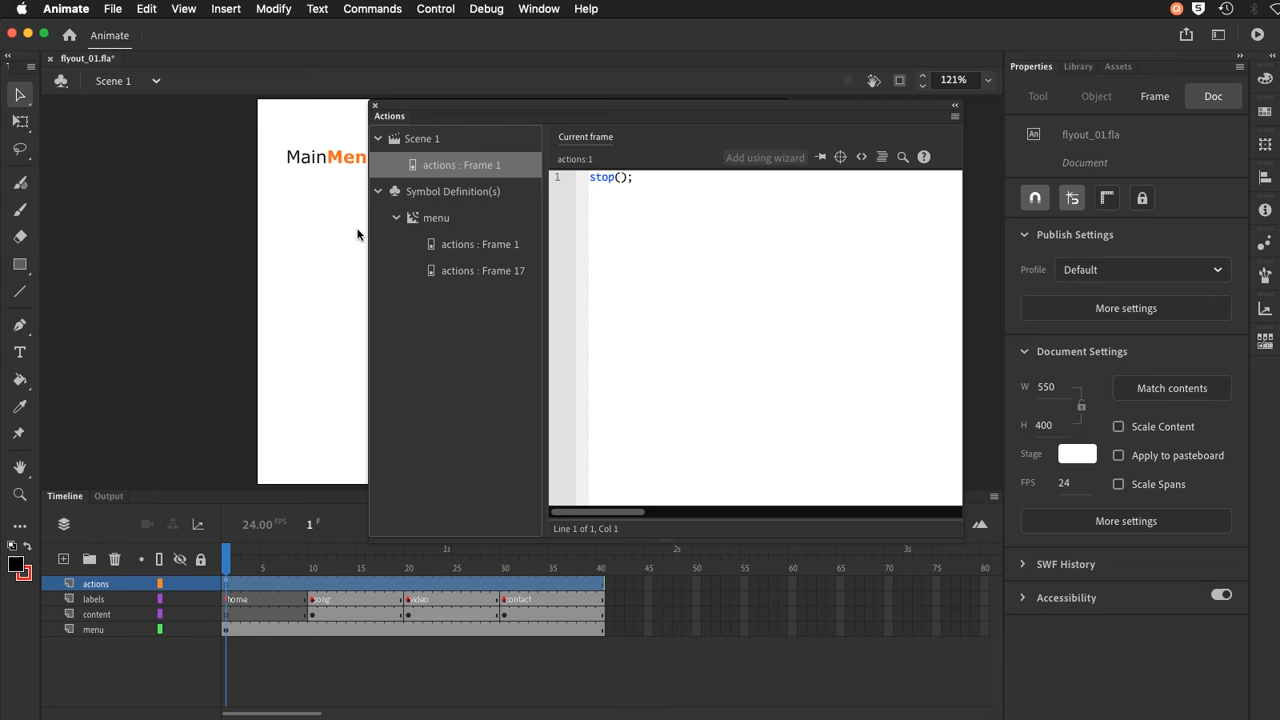 Animate File Edit View Insert Modify Text Commands Control Debug Window Help
Animate
flyout_01.fla*
Scene 1
121%
Properties Library Assets
Tool Object Frame Doc
An flyout_01.fla
Document
Publish Settings
Profile Default
More settings
Document Settings
W 550
Match contents
H 400
Scale Content
Stage
Apply to pasteboard
FPS 24
Scale Spans
More settings
SWF History
Accessibility
MainMen
Actions
Scene 1
actions : Frame 1
Symbol Definition(s)
menu
actions : Frame 1
actions : Frame 17
Current frame
actions:1
Add using wizard
1 stop();
Line 1 of 1, Col 1
Timeline Output
24.00 FPS 1 F
1s 2s 3s
5 10 15 20 25 30 35 40 45 50 55 60 65 70 75 80
actions
labels home song video contact
content
menu